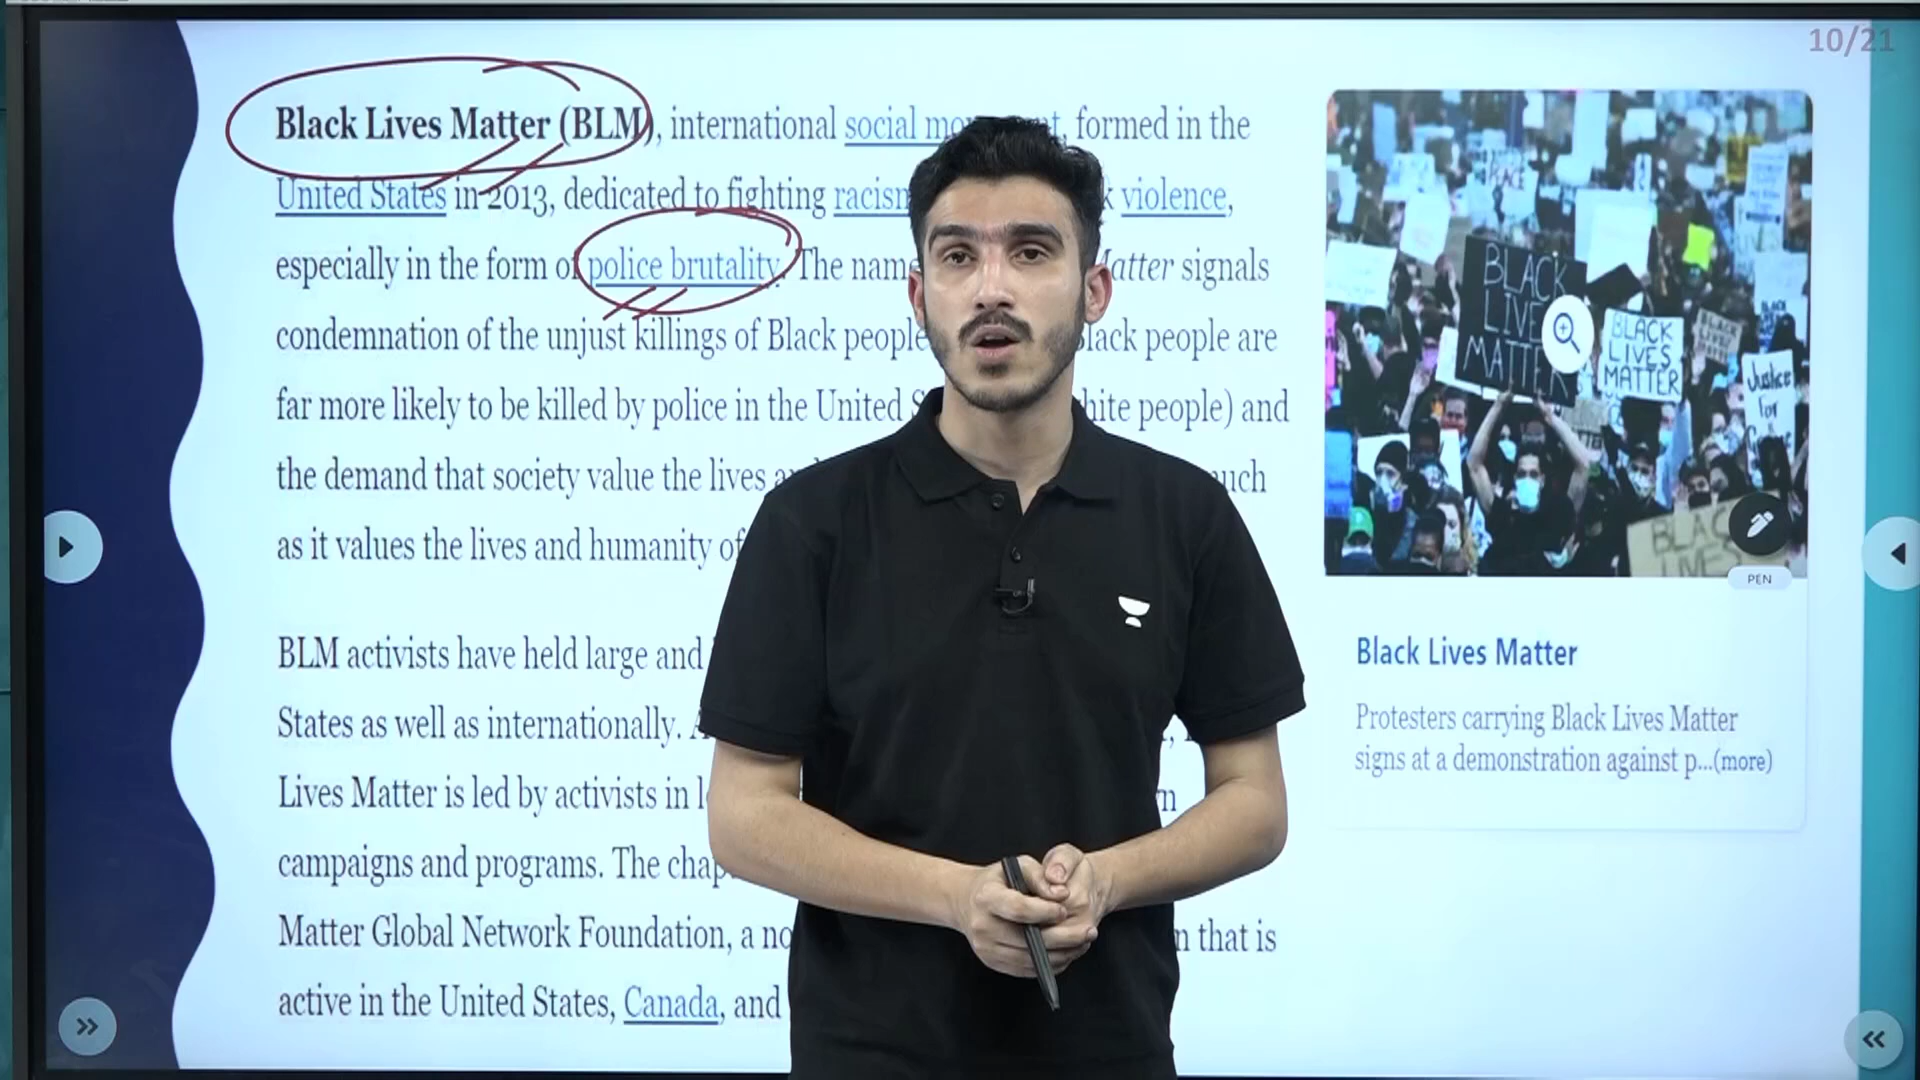 10/21
Black Lives Matter (BLM), international social mo t, formed in the
United States in 2013, dedicated to fighting racism k violence,
especially in the form of police brutality. The name Matter signals
condemnation of the unjust killings of Black people Black people are
far more likely to be killed by police in the United S white people) and
the demand that society value the lives a uch
as it values the lives and humanity of
BLM activists have held large and
States as well as internationally. A
Lives Matter is led by activists in l n
campaigns and programs. The chap
Matter Global Network Foundation, a no n that is
active in the United States, Canada, and
BLACK
LIVE
MATTER
BLACK
LIVES
MATTER
Justice
For
BLAC
LIVES
PEN
Black Lives Matter
Protesters carrying Black Lives Matter
signs at a demonstration against p...(more)